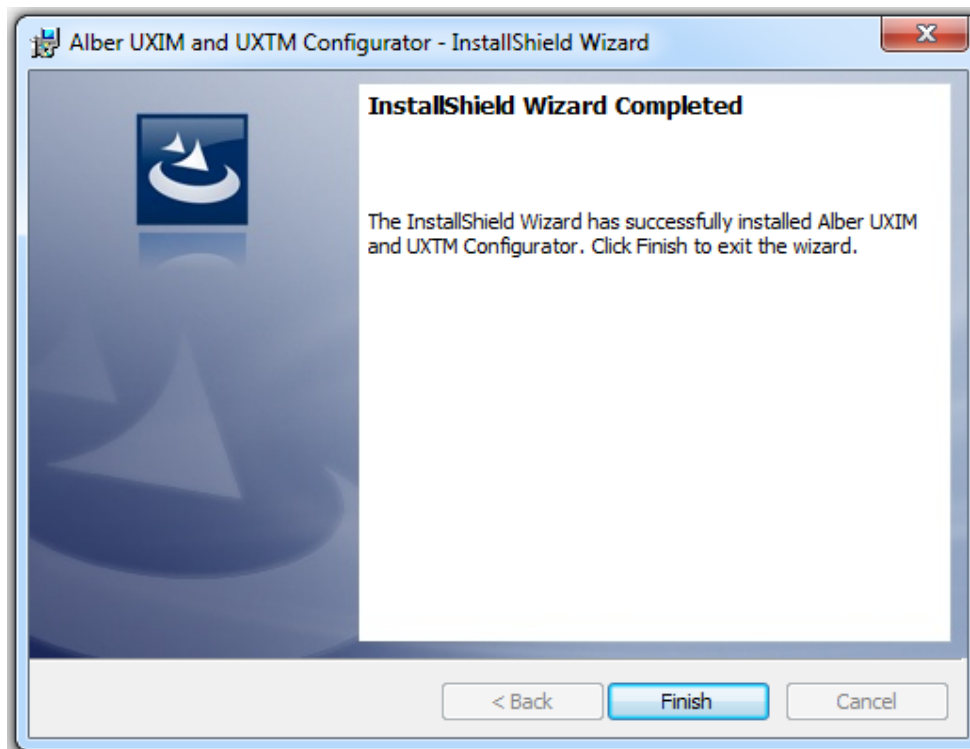 Alber UXIM and UXTM Configurator - InstallShield Wizard
InstallShield Wizard Completed
The InstallShield Wizard has successfully installed Alber UXIM
and UXTM Configurator. Click Finish to exit the wizard.
< Back
Finish
Cancel